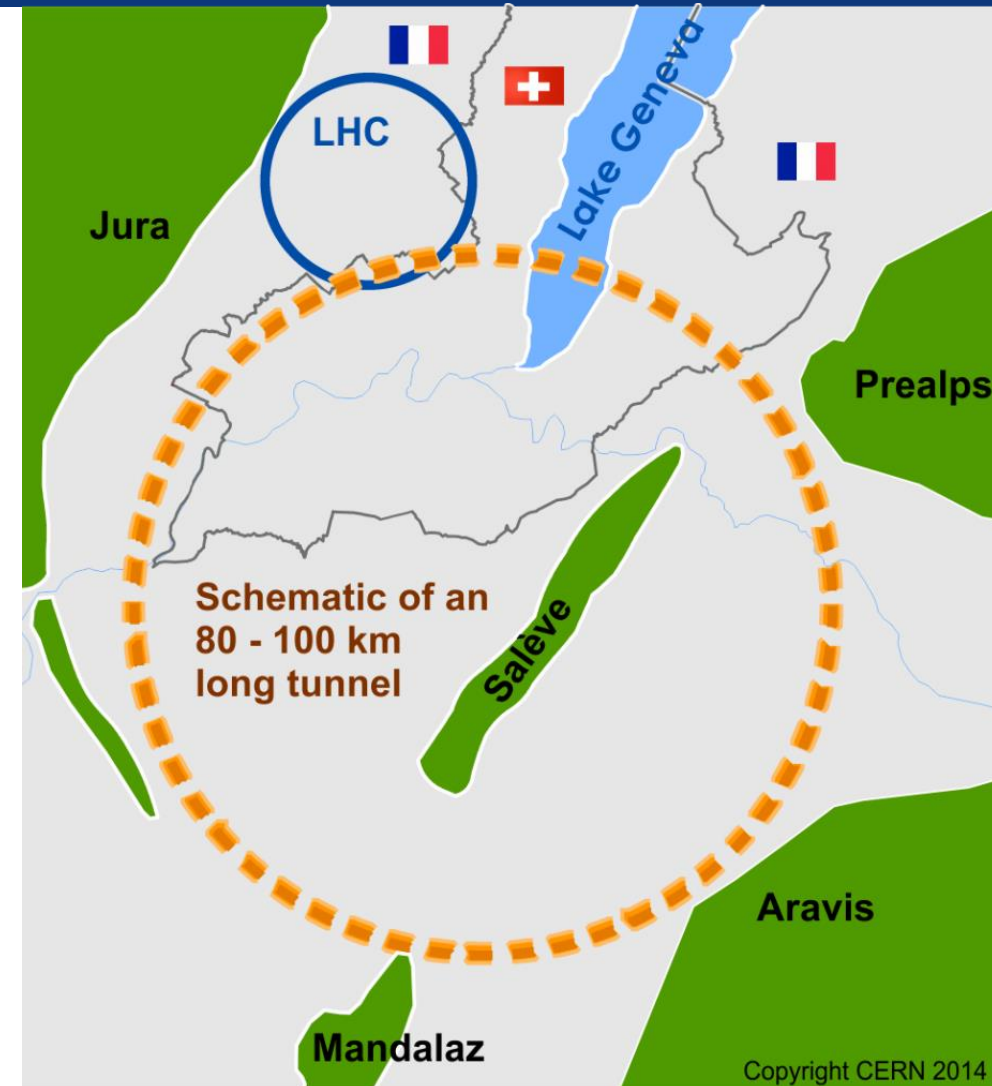 LHC
Lake Geneva
Jura
Prealps
Schematic of an
80 - 100 km
long tunnel
Salève
Aravis
Mandalaz
Copyright CERN 2014